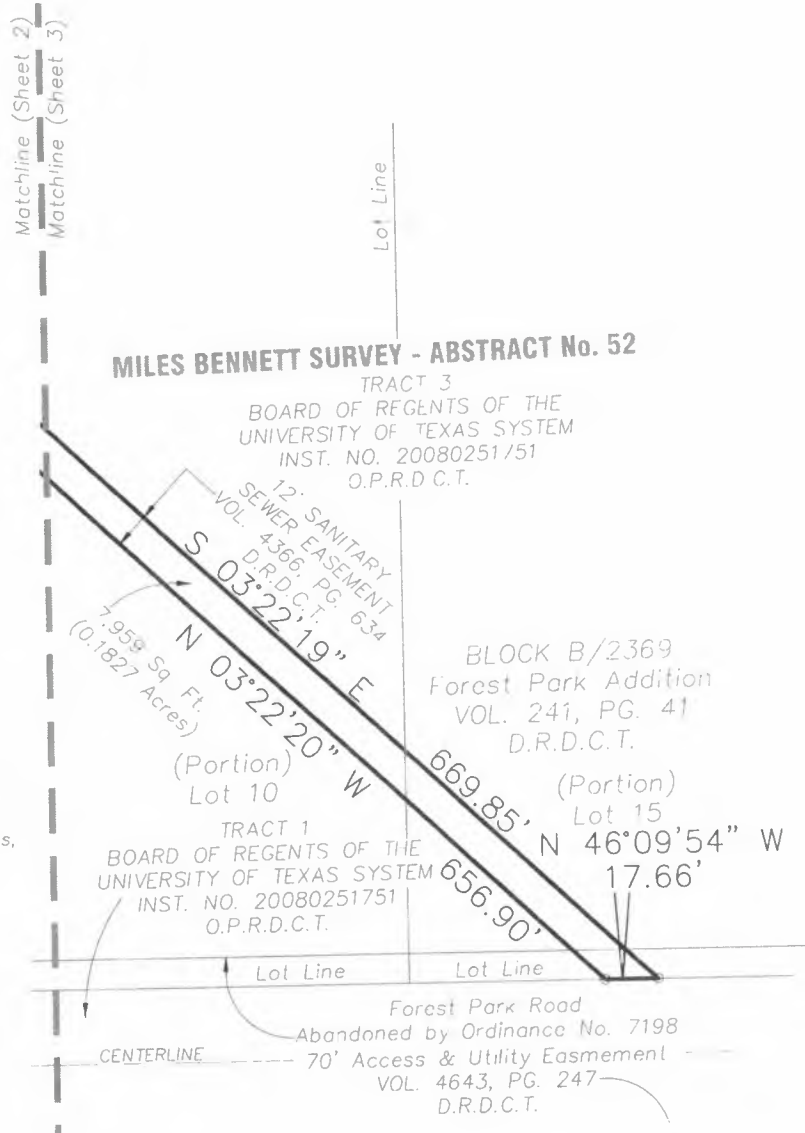 Matchline (Sheet 2)
Matchline (Sheet 3)
Lot Line
MILES BENNETT SURVEY - ABSTRACT No. 52
TRACT 3
BOARD OF REGENTS OF THE
UNIVERSITY OF TEXAS SYSTEM
INST. NO. 20080251/51
O.P.R.D C.T.
12' SANITARY
SEWER EASEMENT
VOL. 4366, PG. 634
D.R.D.C.T.
S 03°22'19" E
669.85'
7,959 Sq. Ft.
(0.1827 Acres)
N 03°22'20" W
656.90'
BLOCK B/2369
Forest Park Addition
VOL. 241, PG. 41
D.R.D.C.T.
(Portion)
Lot 15
(Portion)
Lot 10
N 46°09'54" W
17.66'
s,
TRACT 1
BOARD OF REGENTS OF THE
UNIVERSITY OF TEXAS SYSTEM
INST. NO. 20080251751
O.P.R.D.C.T.
Lot Line
Lot Line
Forest Park Road
Abandoned by Ordinance No. 7198
CENTERLINE
70' Access & Utility Easmement
VOL. 4643, PG. 247
D.R.D.C.T.